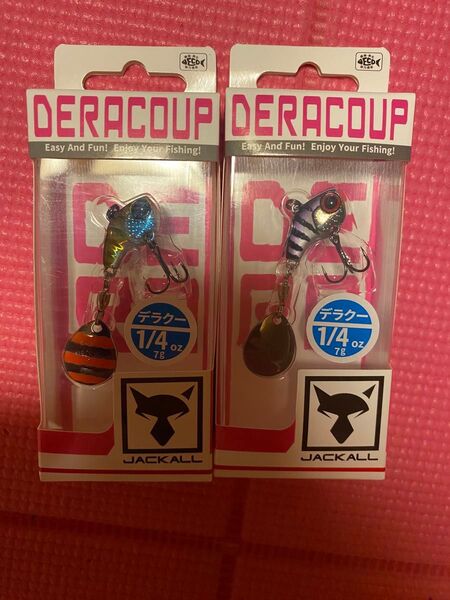 DERACOUP
Easy And Fun! Enjoy Your Fishing!
デラクー
1/4 oz
7g
JACKALL
DERACOUP
Easy And Fun! Enjoy Your Fishing!
デラクー
1/4 oz
7g
JACKALL